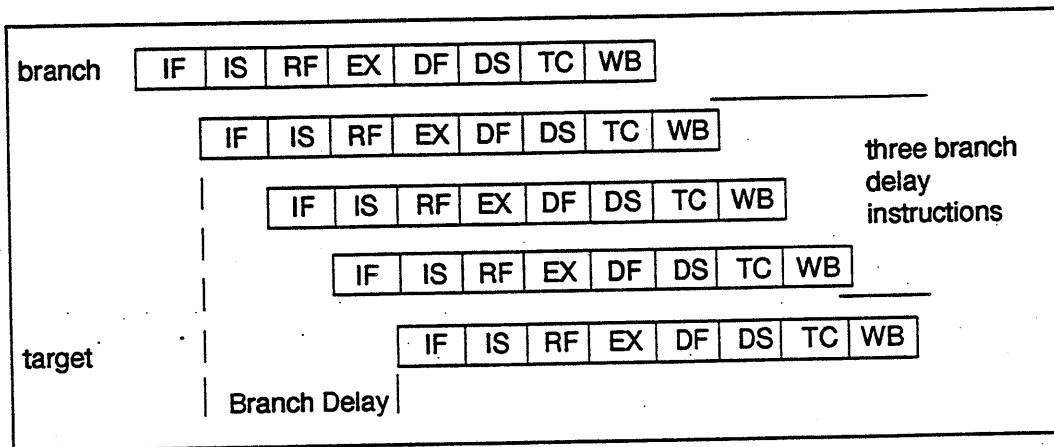 branch IF IS RF EX DF DS TC WB
IF IS RF EX DF DS TC WB
three branch
delay
instructions
IF IS RF EX DF DS TC WB
IF IS RF EX DF DS TC WB
target IF IS RF EX DF DS TC WB
Branch Delay